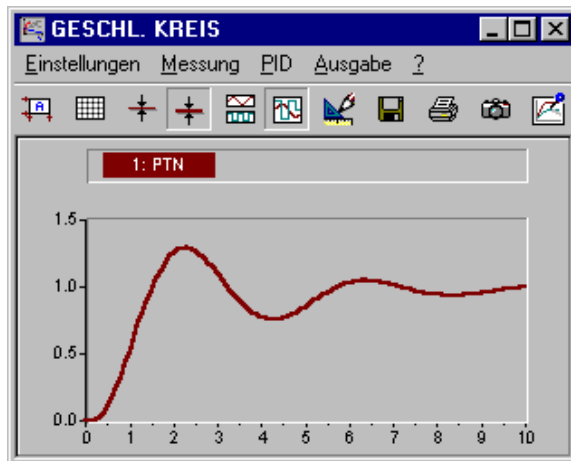 GESCHL. KREIS
Einstellungen Messung PID Ausgabe ?
A
1: PTN
1.5
1.0
0.5
0.0
0 1 2 3 4 5 6 7 8 9 10